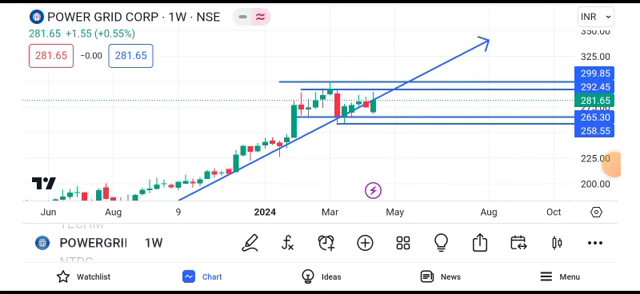 POWER GRID CORP · 1W · NSE
INR
281.65 +1.55 (+0.55%)
281.65 −0.00 281.65
350.00
325.00
299.85
292.45
281.65
265.30
258.55
225.00
200.00
Jun Aug 9 2024 Mar May Aug Oct
POWERGRII 1W
Watchlist Chart Ideas News Menu